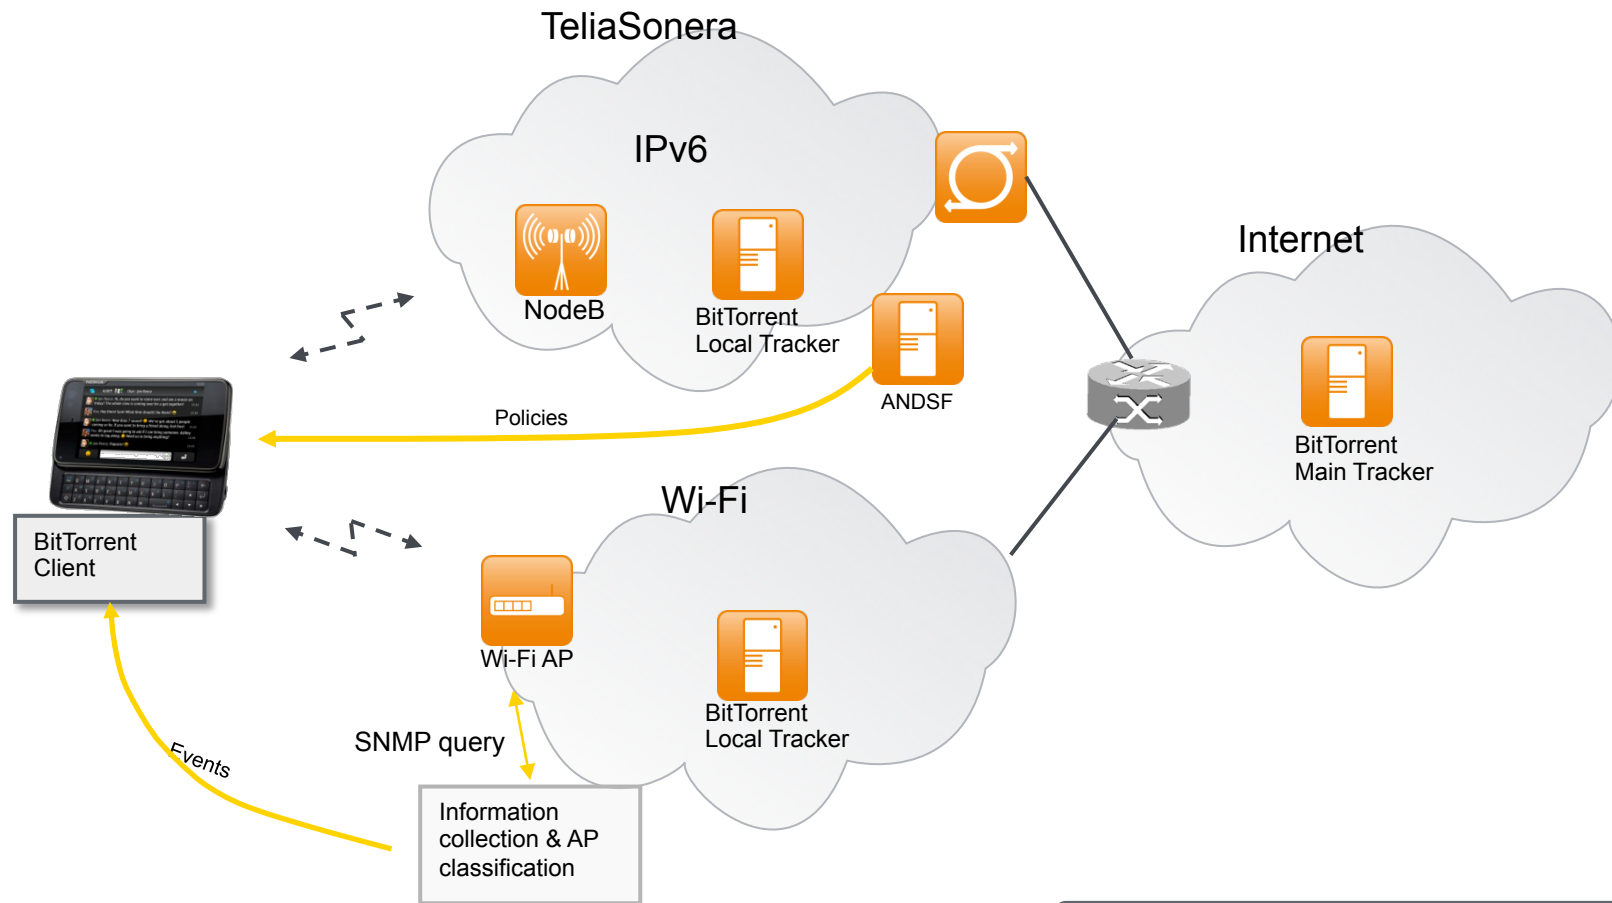 TeliaSonera
IPv6
NodeB
BitTorrent
Local Tracker
ANDSF
Policies
Internet
BitTorrent
Main Tracker
BitTorrent
Client
Wi-Fi
Wi-Fi AP
BitTorrent
Local Tracker
SNMP query
Events
Information
collection & AP
classification